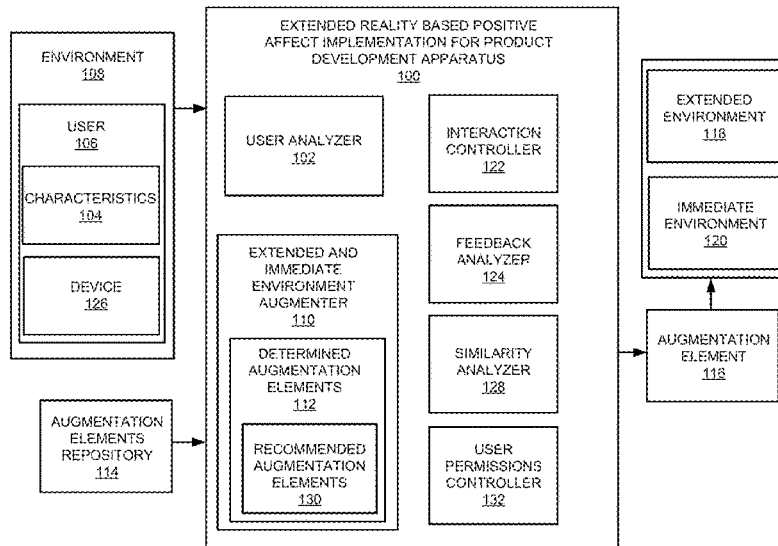 ENVIRONMENT
108
USER
106
CHARACTERISTICS
104
DEVICE
126
AUGMENTATION
ELEMENTS
REPOSITORY
114
EXTENDED REALITY BASED POSITIVE
AFFECT IMPLEMENTATION FOR PRODUCT
DEVELOPMENT APPARATUS
100
USER ANALYZER
102
EXTENDED AND
IMMEDIATE
ENVIRONMENT
AUGMENTER
110
DETERMINED
AUGMENTATION
ELEMENTS
112
RECOMMENDED
AUGMENTATION
ELEMENTS
130
INTERACTION
CONTROLLER
122
FEEDBACK
ANALYZER
124
SIMILARITY
ANALYZER
128
USER
PERMISSIONS
CONTROLLER
132
EXTENDED
ENVIRONMENT
118
IMMEDIATE
ENVIRONMENT
120
AUGMENTATION
ELEMENT
116